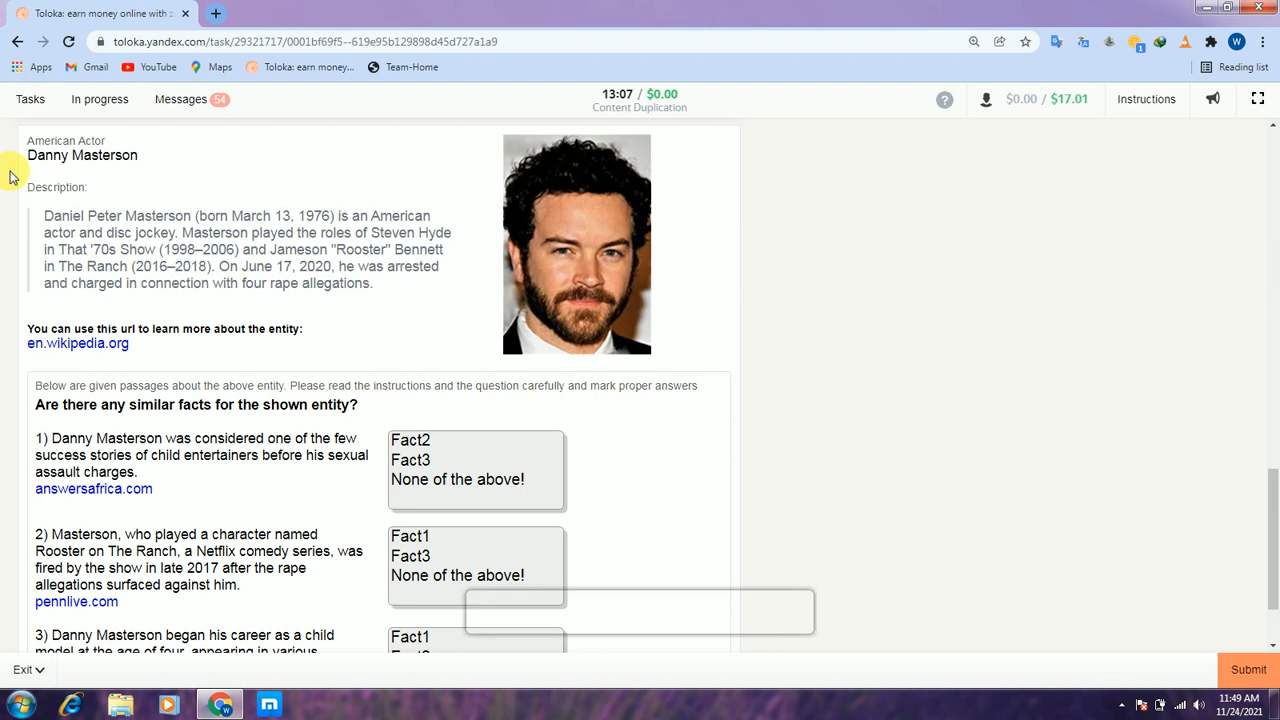 Toloka: earn money online with
toloka.yandex.com/task/29321717/0001bf69f5--619e95b129898d45d727a1a9
Apps Gmail YouTube Maps Toloka: earn money... Team-Home Reading list
Tasks In progress Messages 54
13:07 / $0.00
Content Duplication
$0.00 / $17.01
Instructions
American Actor
Danny Masterson
Description:
Daniel Peter Masterson (born March 13, 1976) is an American
actor and disc jockey. Masterson played the roles of Steven Hyde
in That '70s Show (1998–2006) and Jameson "Rooster" Bennett
in The Ranch (2016–2018). On June 17, 2020, he was arrested
and charged in connection with four rape allegations.
You can use this url to learn more about the entity:
en.wikipedia.org
Below are given passages about the above entity. Please read the instructions and the question carefully and mark proper answers
Are there any similar facts for the shown entity?
1) Danny Masterson was considered one of the few
success stories of child entertainers before his sexual
assault charges.
answersafrica.com
Fact2
Fact3
None of the above!
2) Masterson, who played a character named
Rooster on The Ranch, a Netflix comedy series, was
fired by the show in late 2017 after the rape
allegations surfaced against him.
pennlive.com
Fact1
Fact3
None of the above!
3) Danny Masterson began his career as a child
model at the age of four, appearing in various
Fact1
Exit
Submit
11:49 AM
11/24/2021